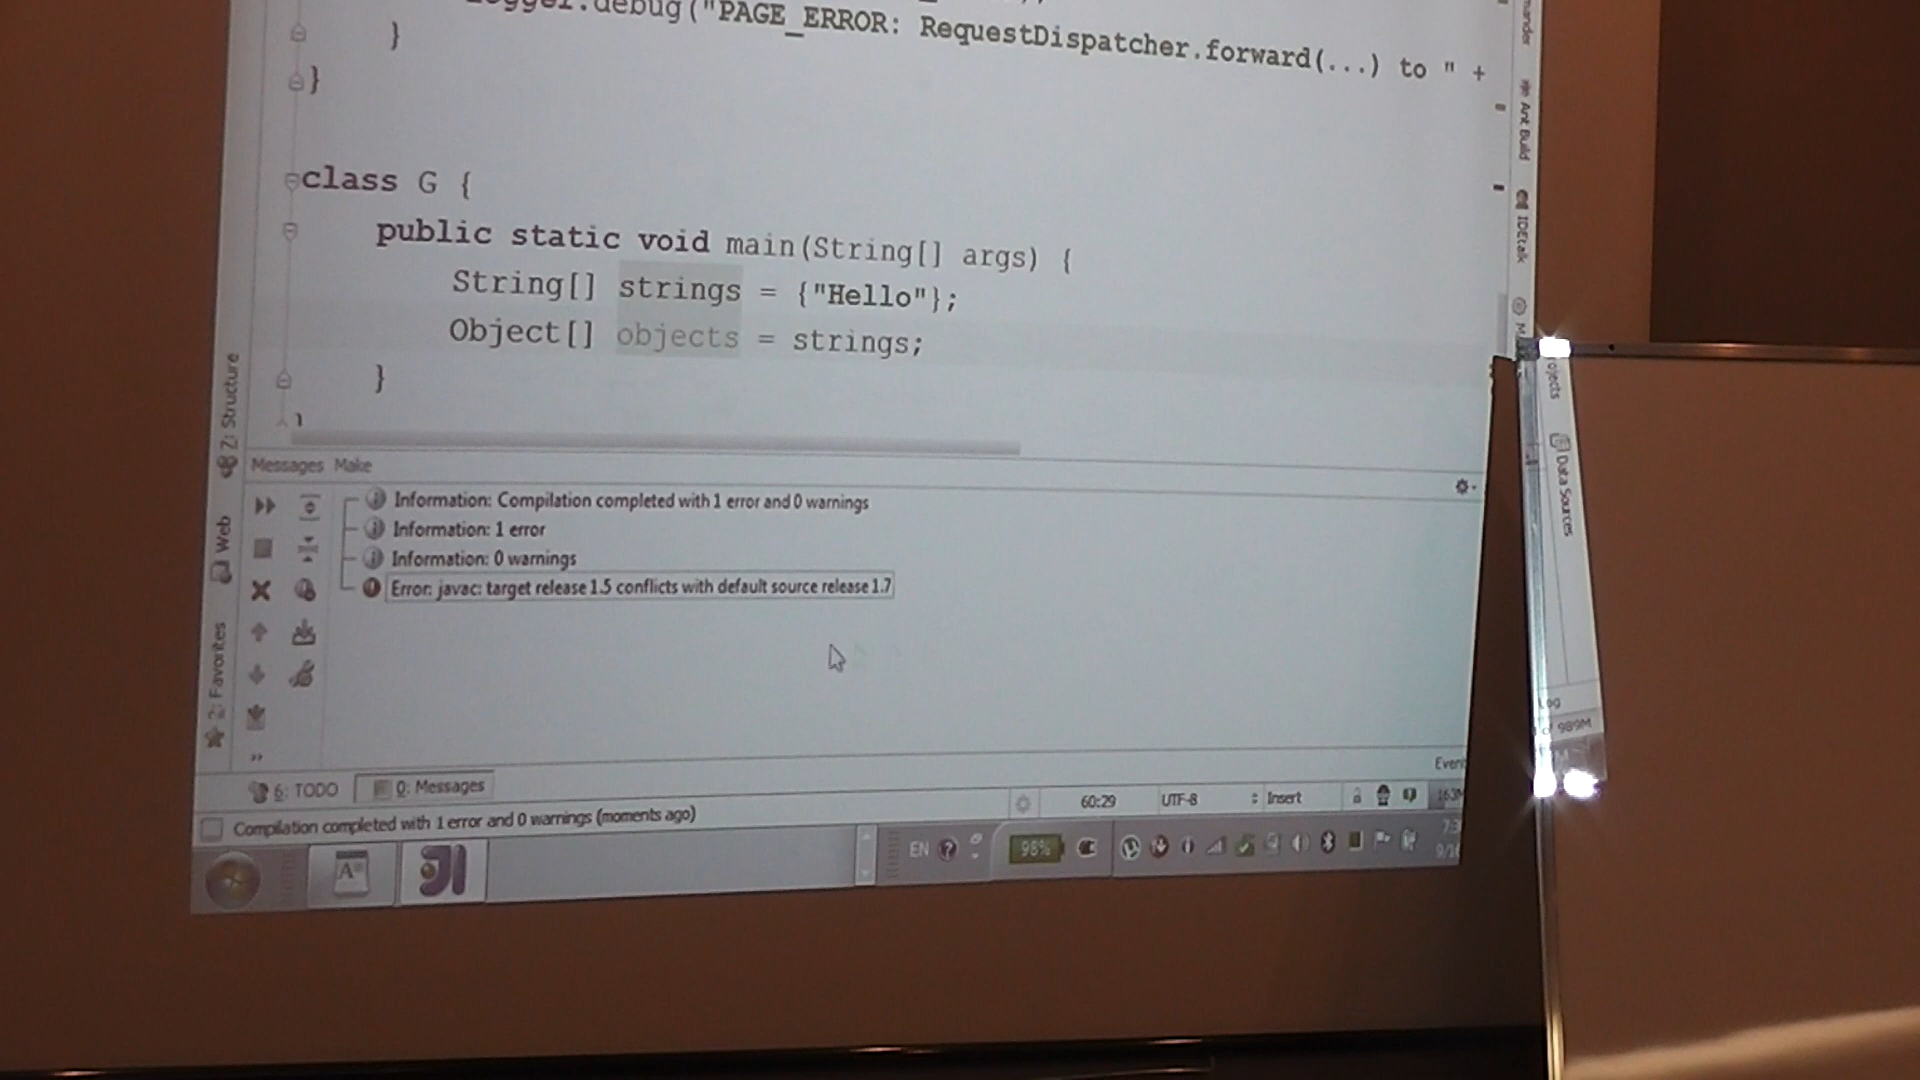 logger.debug("PAGE_ERROR: RequestDispatcher.forward(...) to " +
}
}
class G {
public static void main(String[] args) {
String[] strings = {"Hello"};
Object[] objects = strings;
}
Messages Make
Information: Compilation completed with 1 error and 0 warnings
Information: 1 error
Information: 0 warnings
Error: javac: target release 1.5 conflicts with default source release 1.7
Z: Structure
Web
2: Favorites
Ant Build
IDEtalk
Data Sources
6: TODO
0: Messages
Compilation completed with 1 error and 0 warnings (moments ago)
60:29
UTF-8
Insert
989M
EN
98%